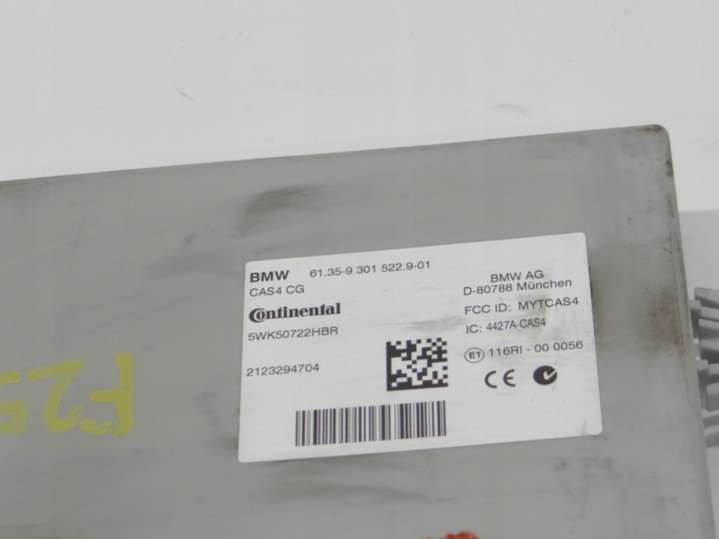 BMW 61.35-9 301 522.9-01
CAS4 CG
Continental
5WK50722HBR
2123294704
BMW AG
D-80788 München
FCC ID: MYTCAS4
IC: 4427A-CAS4
E1 116RI - 00 0056
CE
F25